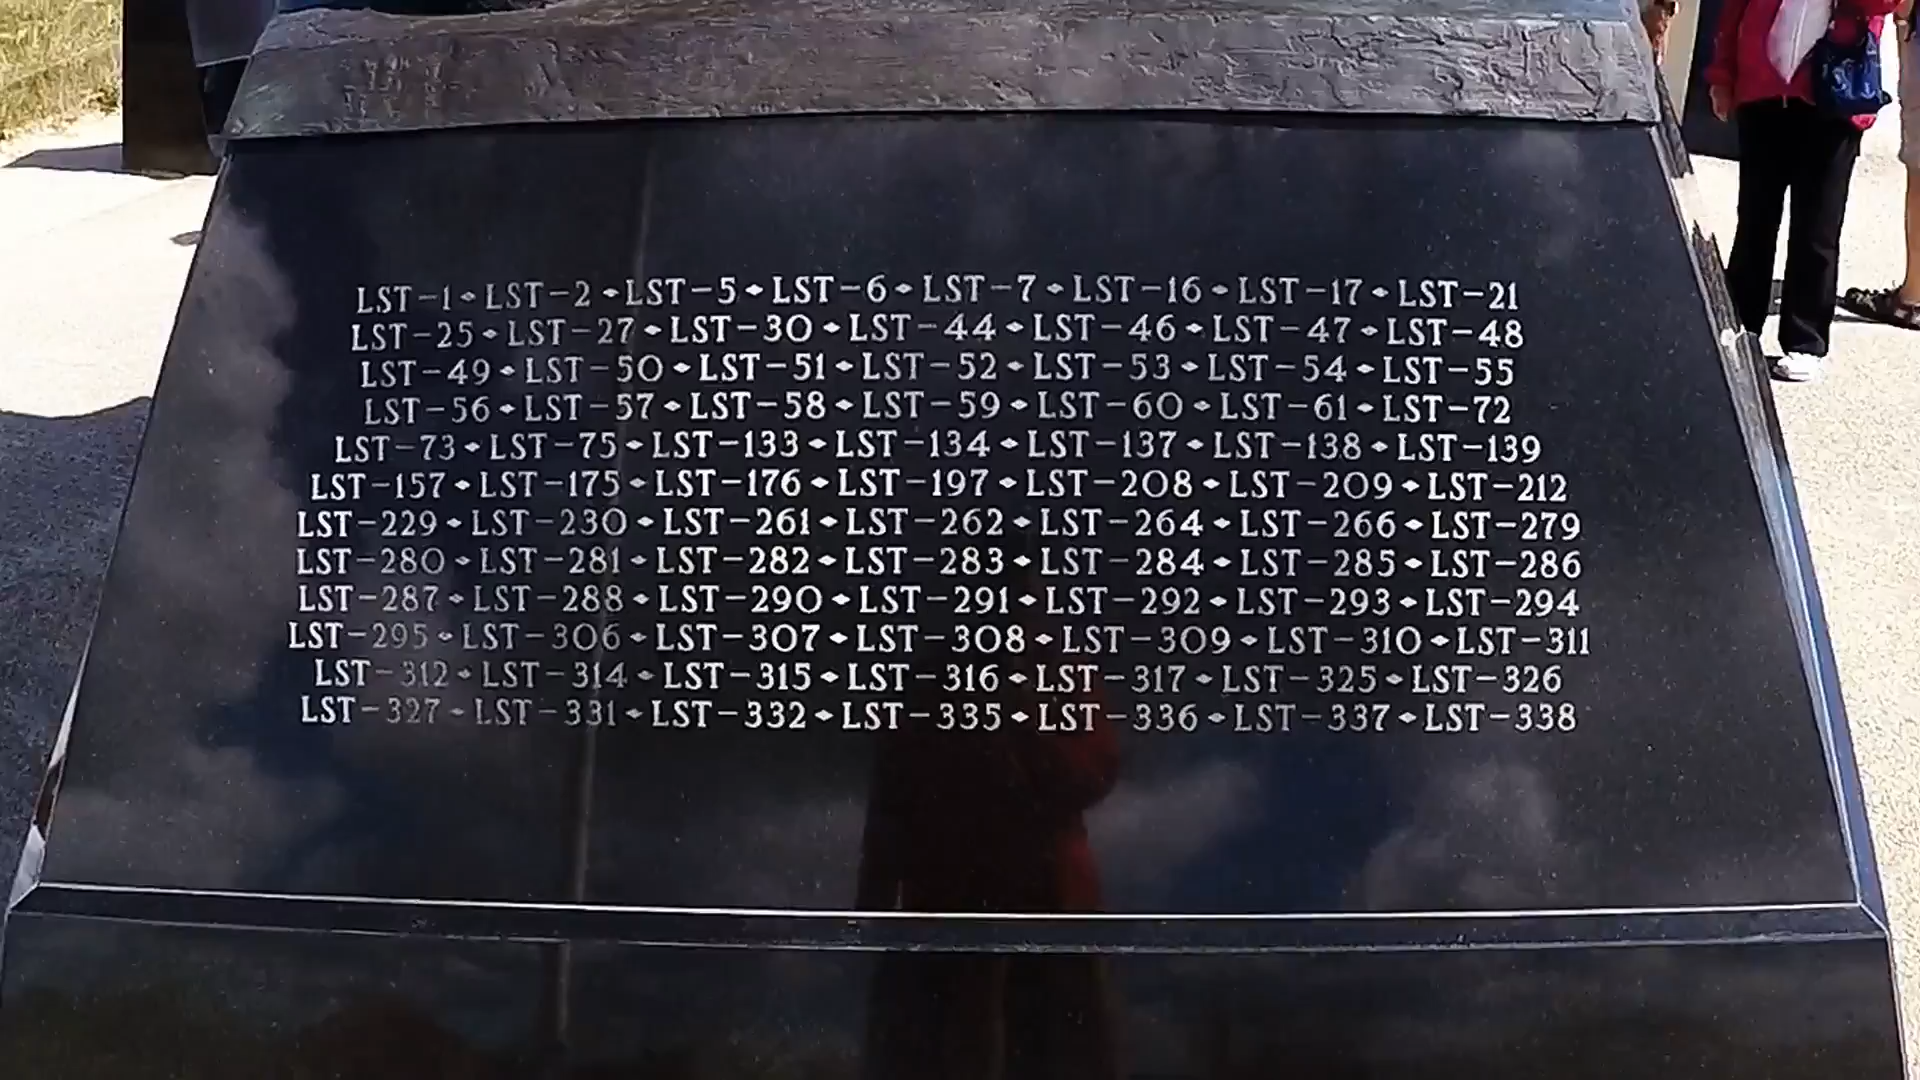 LST–1 • LST–2 • LST–5 • LST–6 • LST–7 • LST–16 • LST–17 • LST–21
LST–25 • LST–27 • LST–30 • LST–44 • LST–46 • LST–47 • LST–48
LST–49 • LST–50 • LST–51 • LST–52 • LST–53 • LST–54 • LST–55
LST–56 • LST–57 • LST–58 • LST–59 • LST–60 • LST–61 • LST–72
LST–73 • LST–75 • LST–133 • LST–134 • LST–137 • LST–138 • LST–139
LST–157 • LST–175 • LST–176 • LST–197 • LST–208 • LST–209 • LST–212
LST–229 • LST–230 • LST–261 • LST–262 • LST–264 • LST–266 • LST–279
LST–280 • LST–281 • LST–282 • LST–283 • LST–284 • LST–285 • LST–286
LST–287 • LST–288 • LST–290 • LST–291 • LST–292 • LST–293 • LST–294
LST–295 • LST–306 • LST–307 • LST–308 • LST–309 • LST–310 • LST–311
LST–312 • LST–314 • LST–315 • LST–316 • LST–317 • LST–325 • LST–326
LST–327 • LST–331 • LST–332 • LST–335 • LST–336 • LST–337 • LST–338